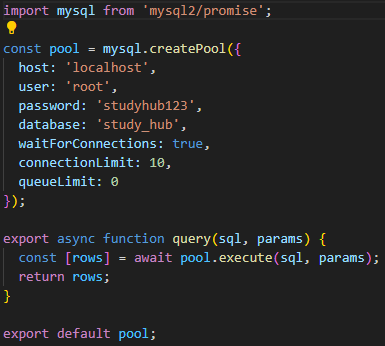 import mysql from 'mysql2/promise';
const pool = mysql.createPool({
  host: 'localhost',
  user: 'root',
  password: 'studyhub123',
  database: 'study_hub',
  waitForConnections: true,
  connectionLimit: 10,
  queueLimit: 0
});
export async function query(sql, params) {
  const [rows] = await pool.execute(sql, params);
  return rows;
}
export default pool;